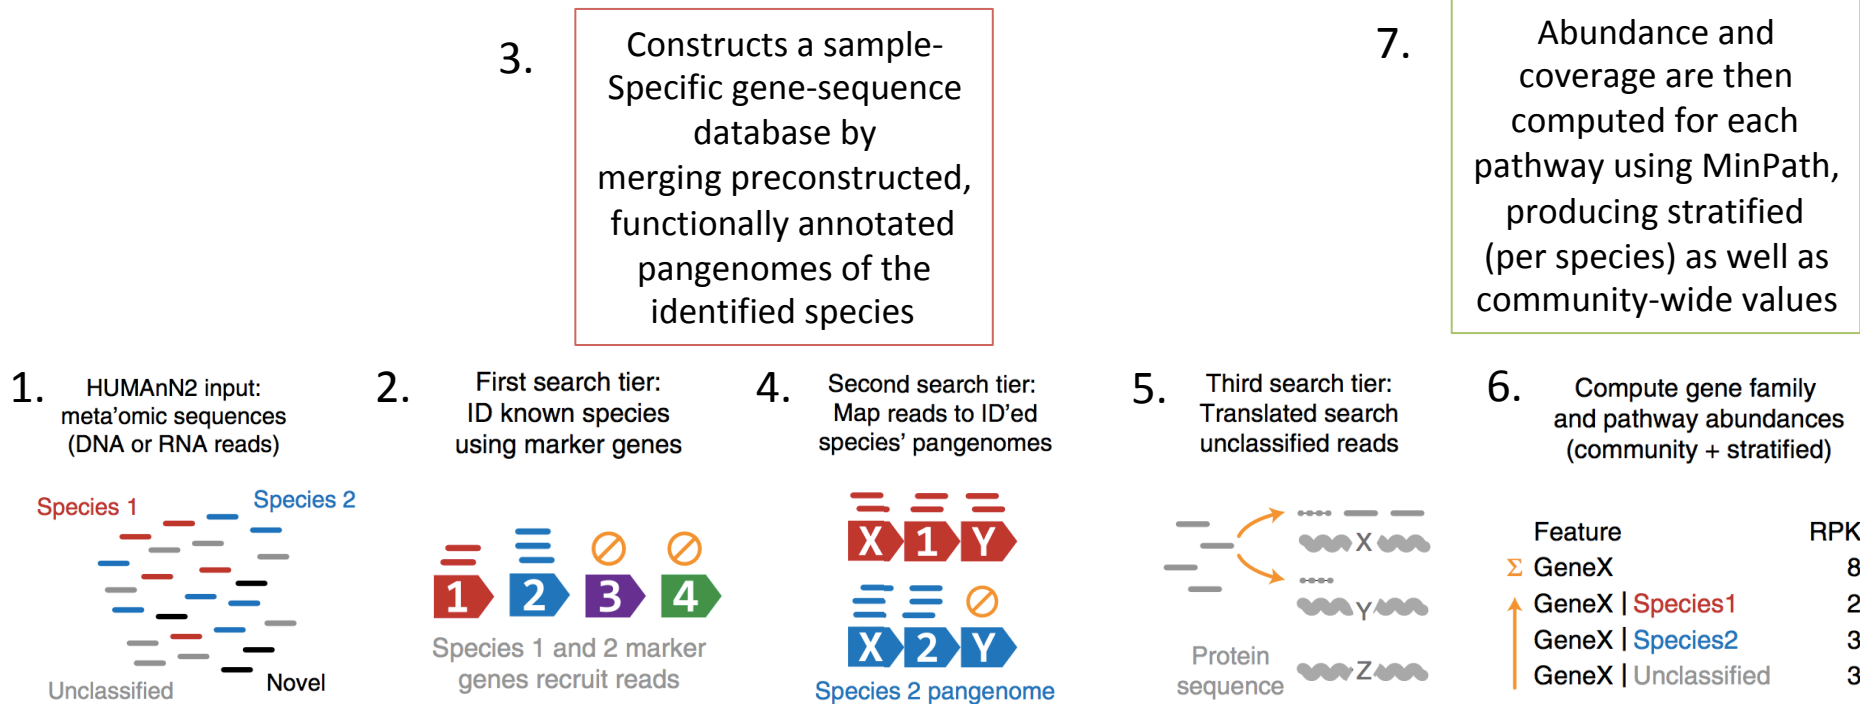 3.
Constructs a sample-
Specific gene-sequence
database by
merging preconstructed,
functionally annotated
pangenomes of the
identified species
7.
Abundance and
coverage are then
computed for each
pathway using MinPath,
producing stratified
(per species) as well as
community-wide values
1.
HUMAnN2 input:
meta'omic sequences
(DNA or RNA reads)
Species 1
Species 2
Unclassified
Novel
2.
First search tier:
ID known species
using marker genes
1 2 3 4
Species 1 and 2 marker
genes recruit reads
4.
Second search tier:
Map reads to ID'ed
species' pangenomes
X 1 Y
X 2 Y
Species 2 pangenome
5.
Third search tier:
Translated search
unclassified reads
X
Y
Z
Protein
sequence
6.
Compute gene family
and pathway abundances
(community + stratified)
Feature RPK
Σ GeneX 8
GeneX | Species1 2
GeneX | Species2 3
GeneX | Unclassified 3